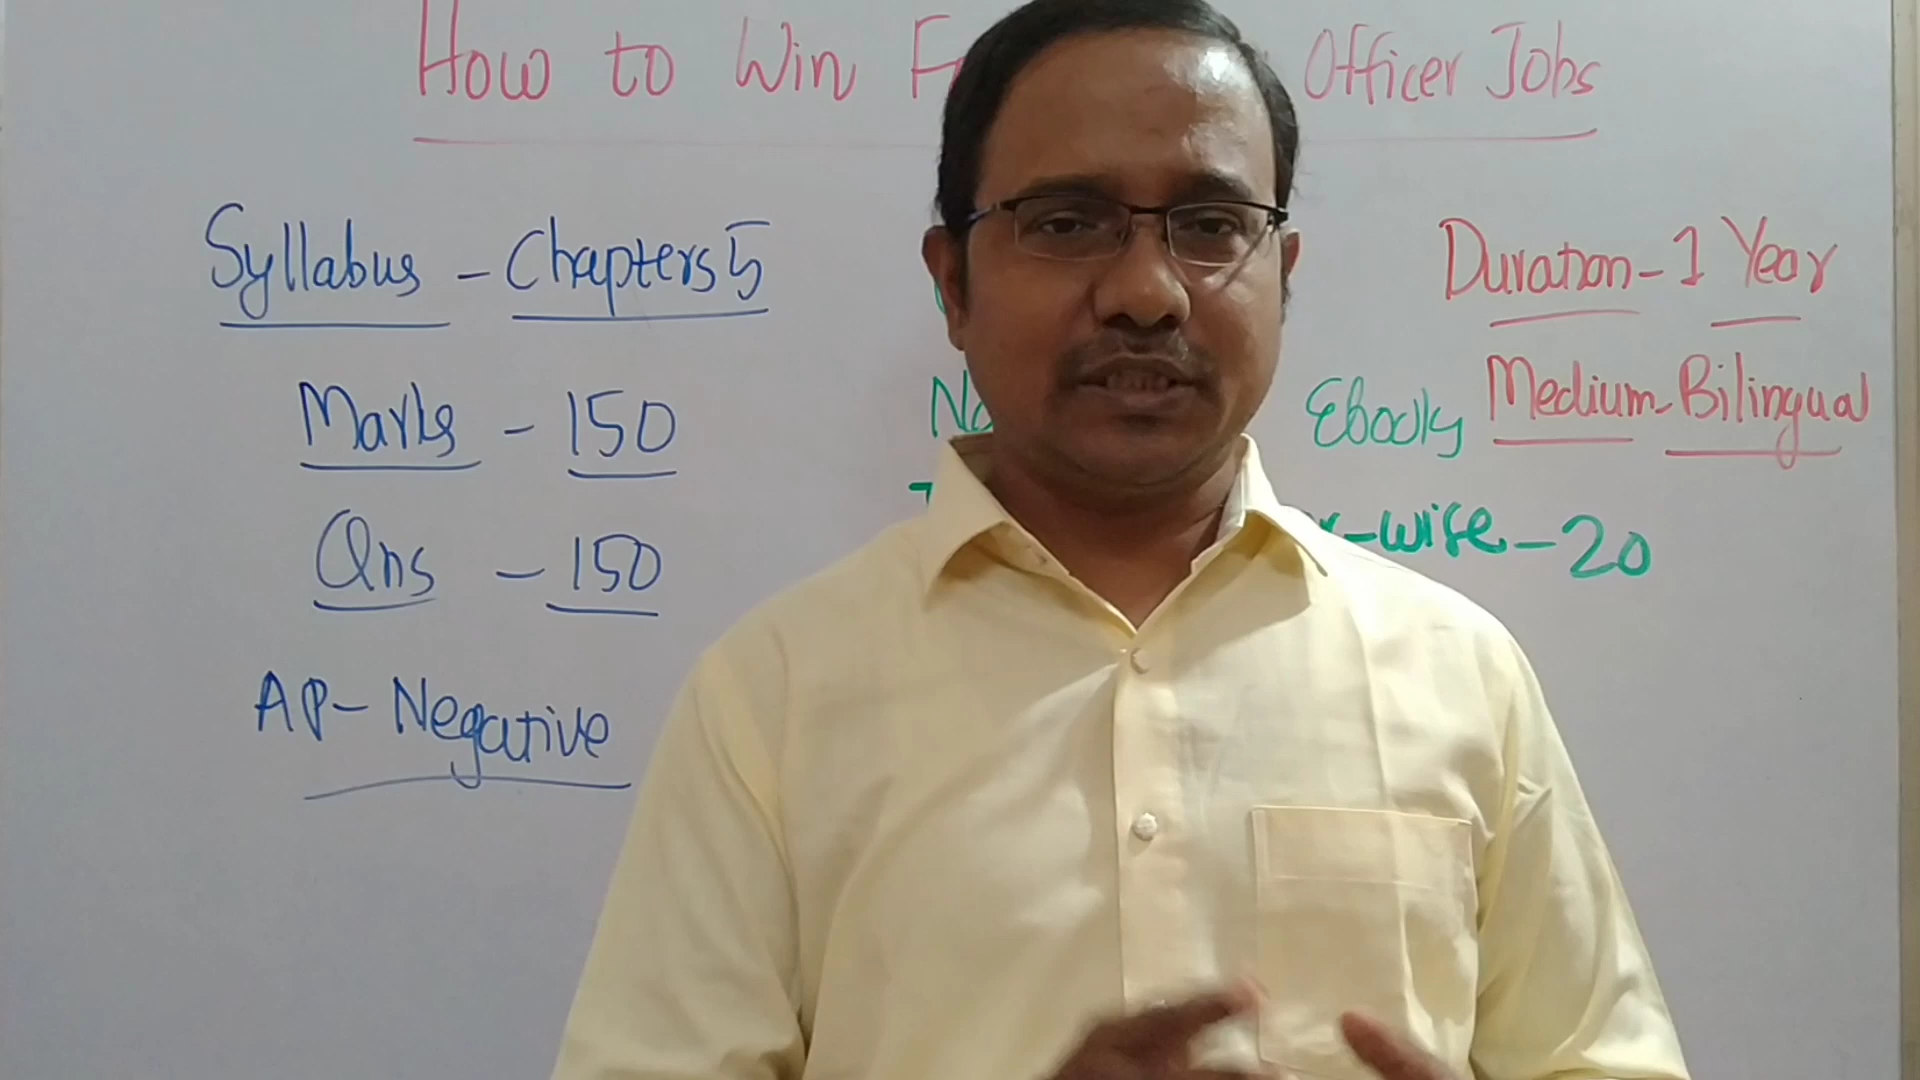 How to Win Officer Jobs
Syllabus - Chapters 5
Marks - 150
Qns - 150
AP- Negative
Ebooks
-wise-20
Duration-1 Year
Medium-Bilingual